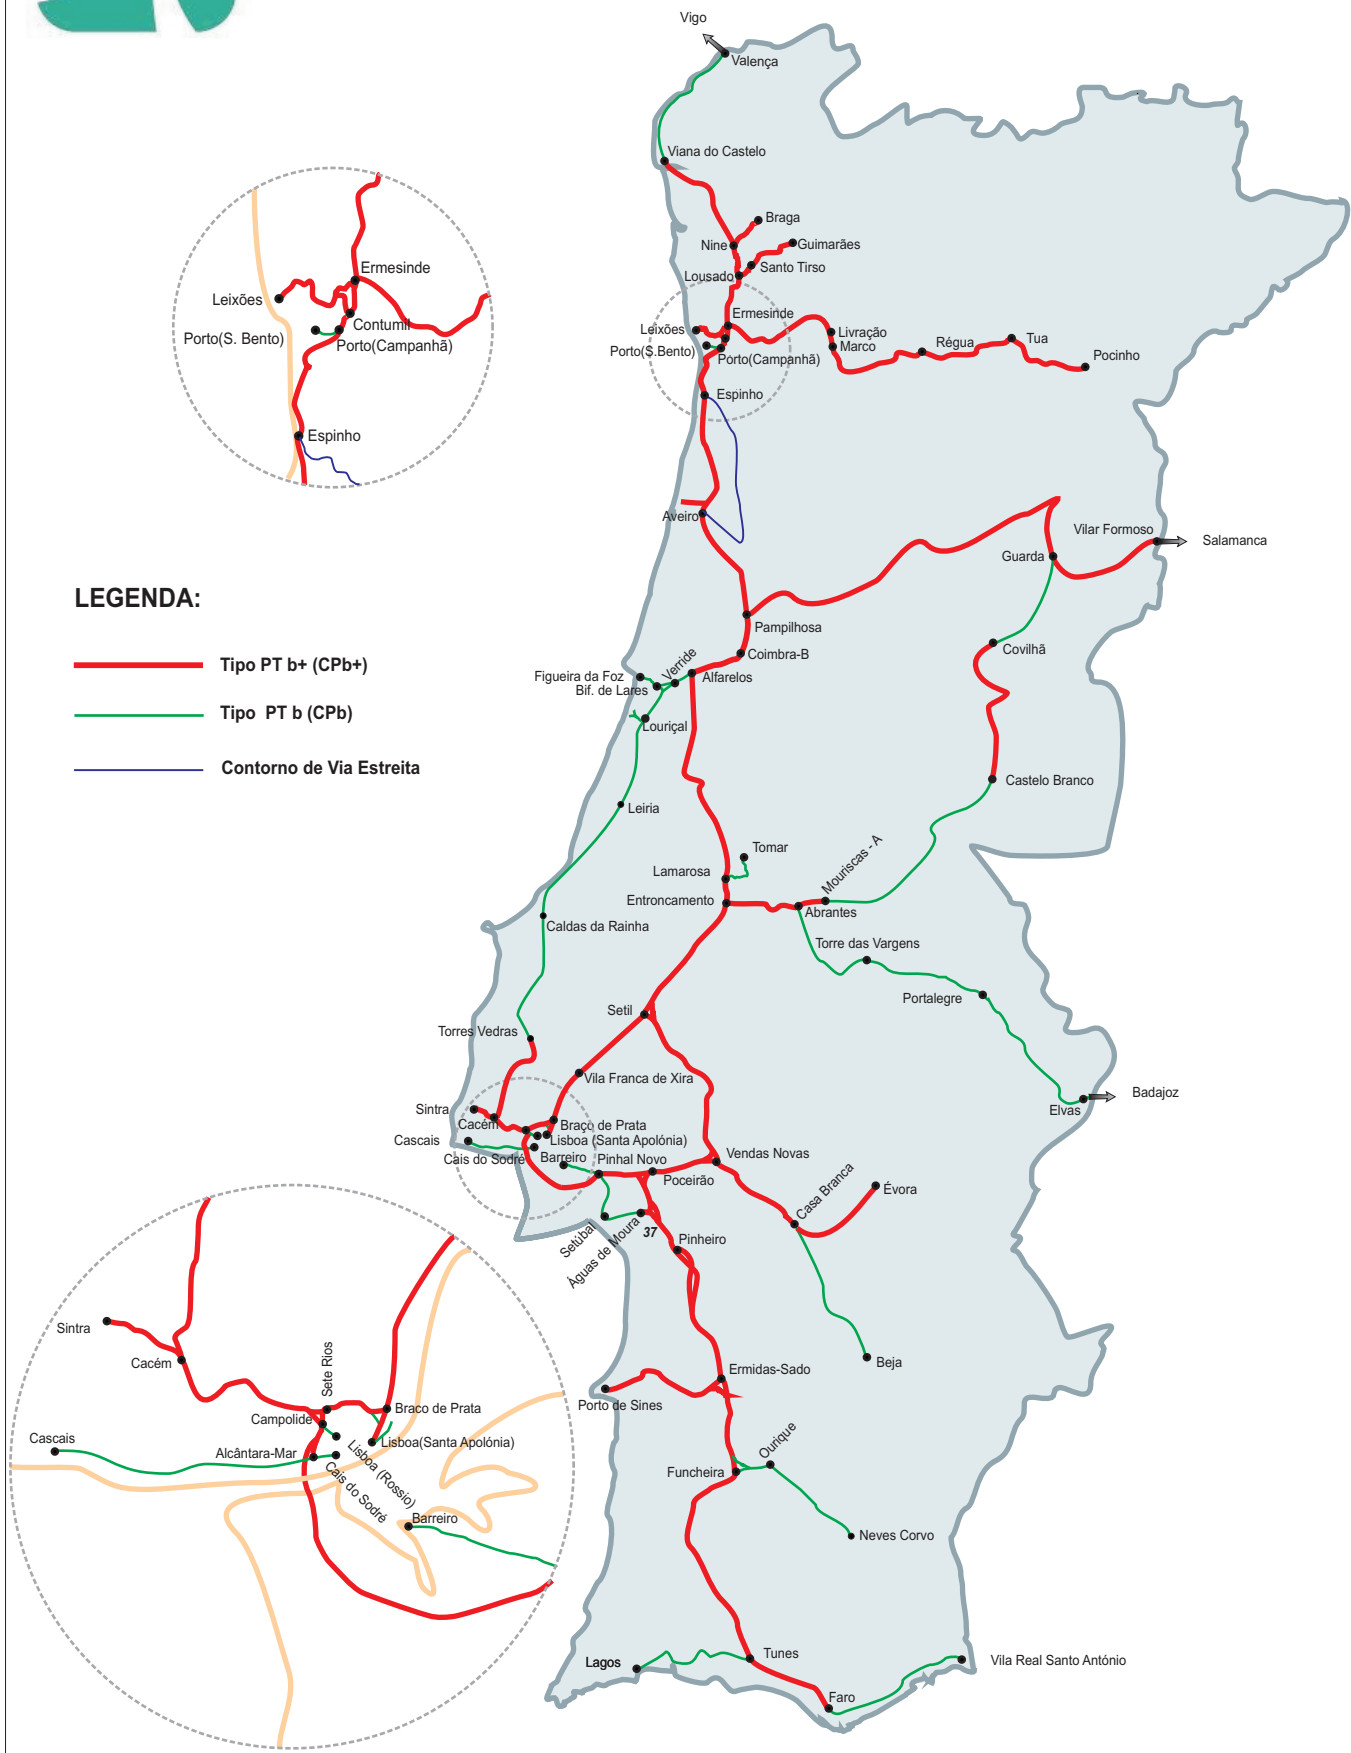 Vigo
Valença
Viana do Castelo
Braga
Nine
Guimarães
Santo Tirso
Lousado
Ermesinde
Leixões
Livração
Marco
Porto(S.Bento)
Porto(Campanhã)
Régua
Tua
Pocinho
Espinho
Ermesinde
Leixões
Contumil
Porto(S. Bento)
Porto(Campanhã)
Espinho
Aveiro
Vilar Formoso
Salamanca
Guarda
LEGENDA:
Tipo PT b+ (CPb+)
Tipo PT b (CPb)
Contorno de Via Estreita
Pampilhosa
Covilhã
Coimbra-B
Verride
Figueira da Foz
Alfarelos
Bif. de Lares
Louriçal
Castelo Branco
Leiria
Tomar
Lamarosa
Mouriscas - A
Entroncamento
Abrantes
Caldas da Rainha
Torre das Vargens
Portalegre
Setil
Torres Vedras
Vila Franca de Xira
Badajoz
Elvas
Sintra
Cacém
Braço de Prata
Cascais
Lisboa (Santa Apolónia)
Cais do Sodré
Barreiro
Pinhal Novo
Vendas Novas
Poceirão
Casa Branca
Évora
Setúbal
Águas de Moura
37
Pinheiro
Sintra
Cacém
Sete Rios
Campolide
Braco de Prata
Cascais
Alcântara-Mar
Lisboa(Santa Apolónia)
Lisboa (Rossio)
Cais do Sodré
Barreiro
Beja
Ermidas-Sado
Porto de Sines
Ourique
Funcheira
Neves Corvo
Tunes
Lagos
Vila Real Santo António
Faro